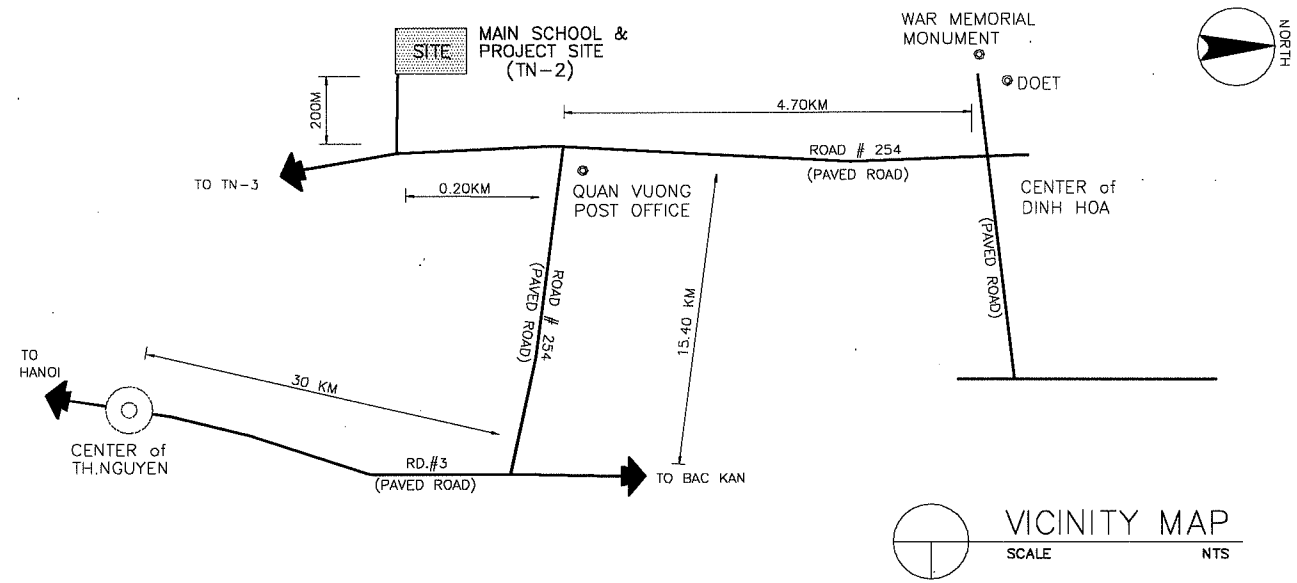 SITE
MAIN SCHOOL &
PROJECT SITE
(TN-2)
WAR MEMORIAL
MONUMENT
DOET
NORTH
200M
4.70KM
ROAD # 254
(PAVED ROAD)
TO TN-3
0.20KM
QUAN VUONG
POST OFFICE
CENTER of
DINH HOA
(PAVED ROAD)
ROAD # 254
(PAVED ROAD)
15.40 KM
TO
HANOI
30 KM
CENTER of
TH.NGUYEN
RD.#3
(PAVED ROAD)
TO BAC KAN
VICINITY MAP
SCALE NTS